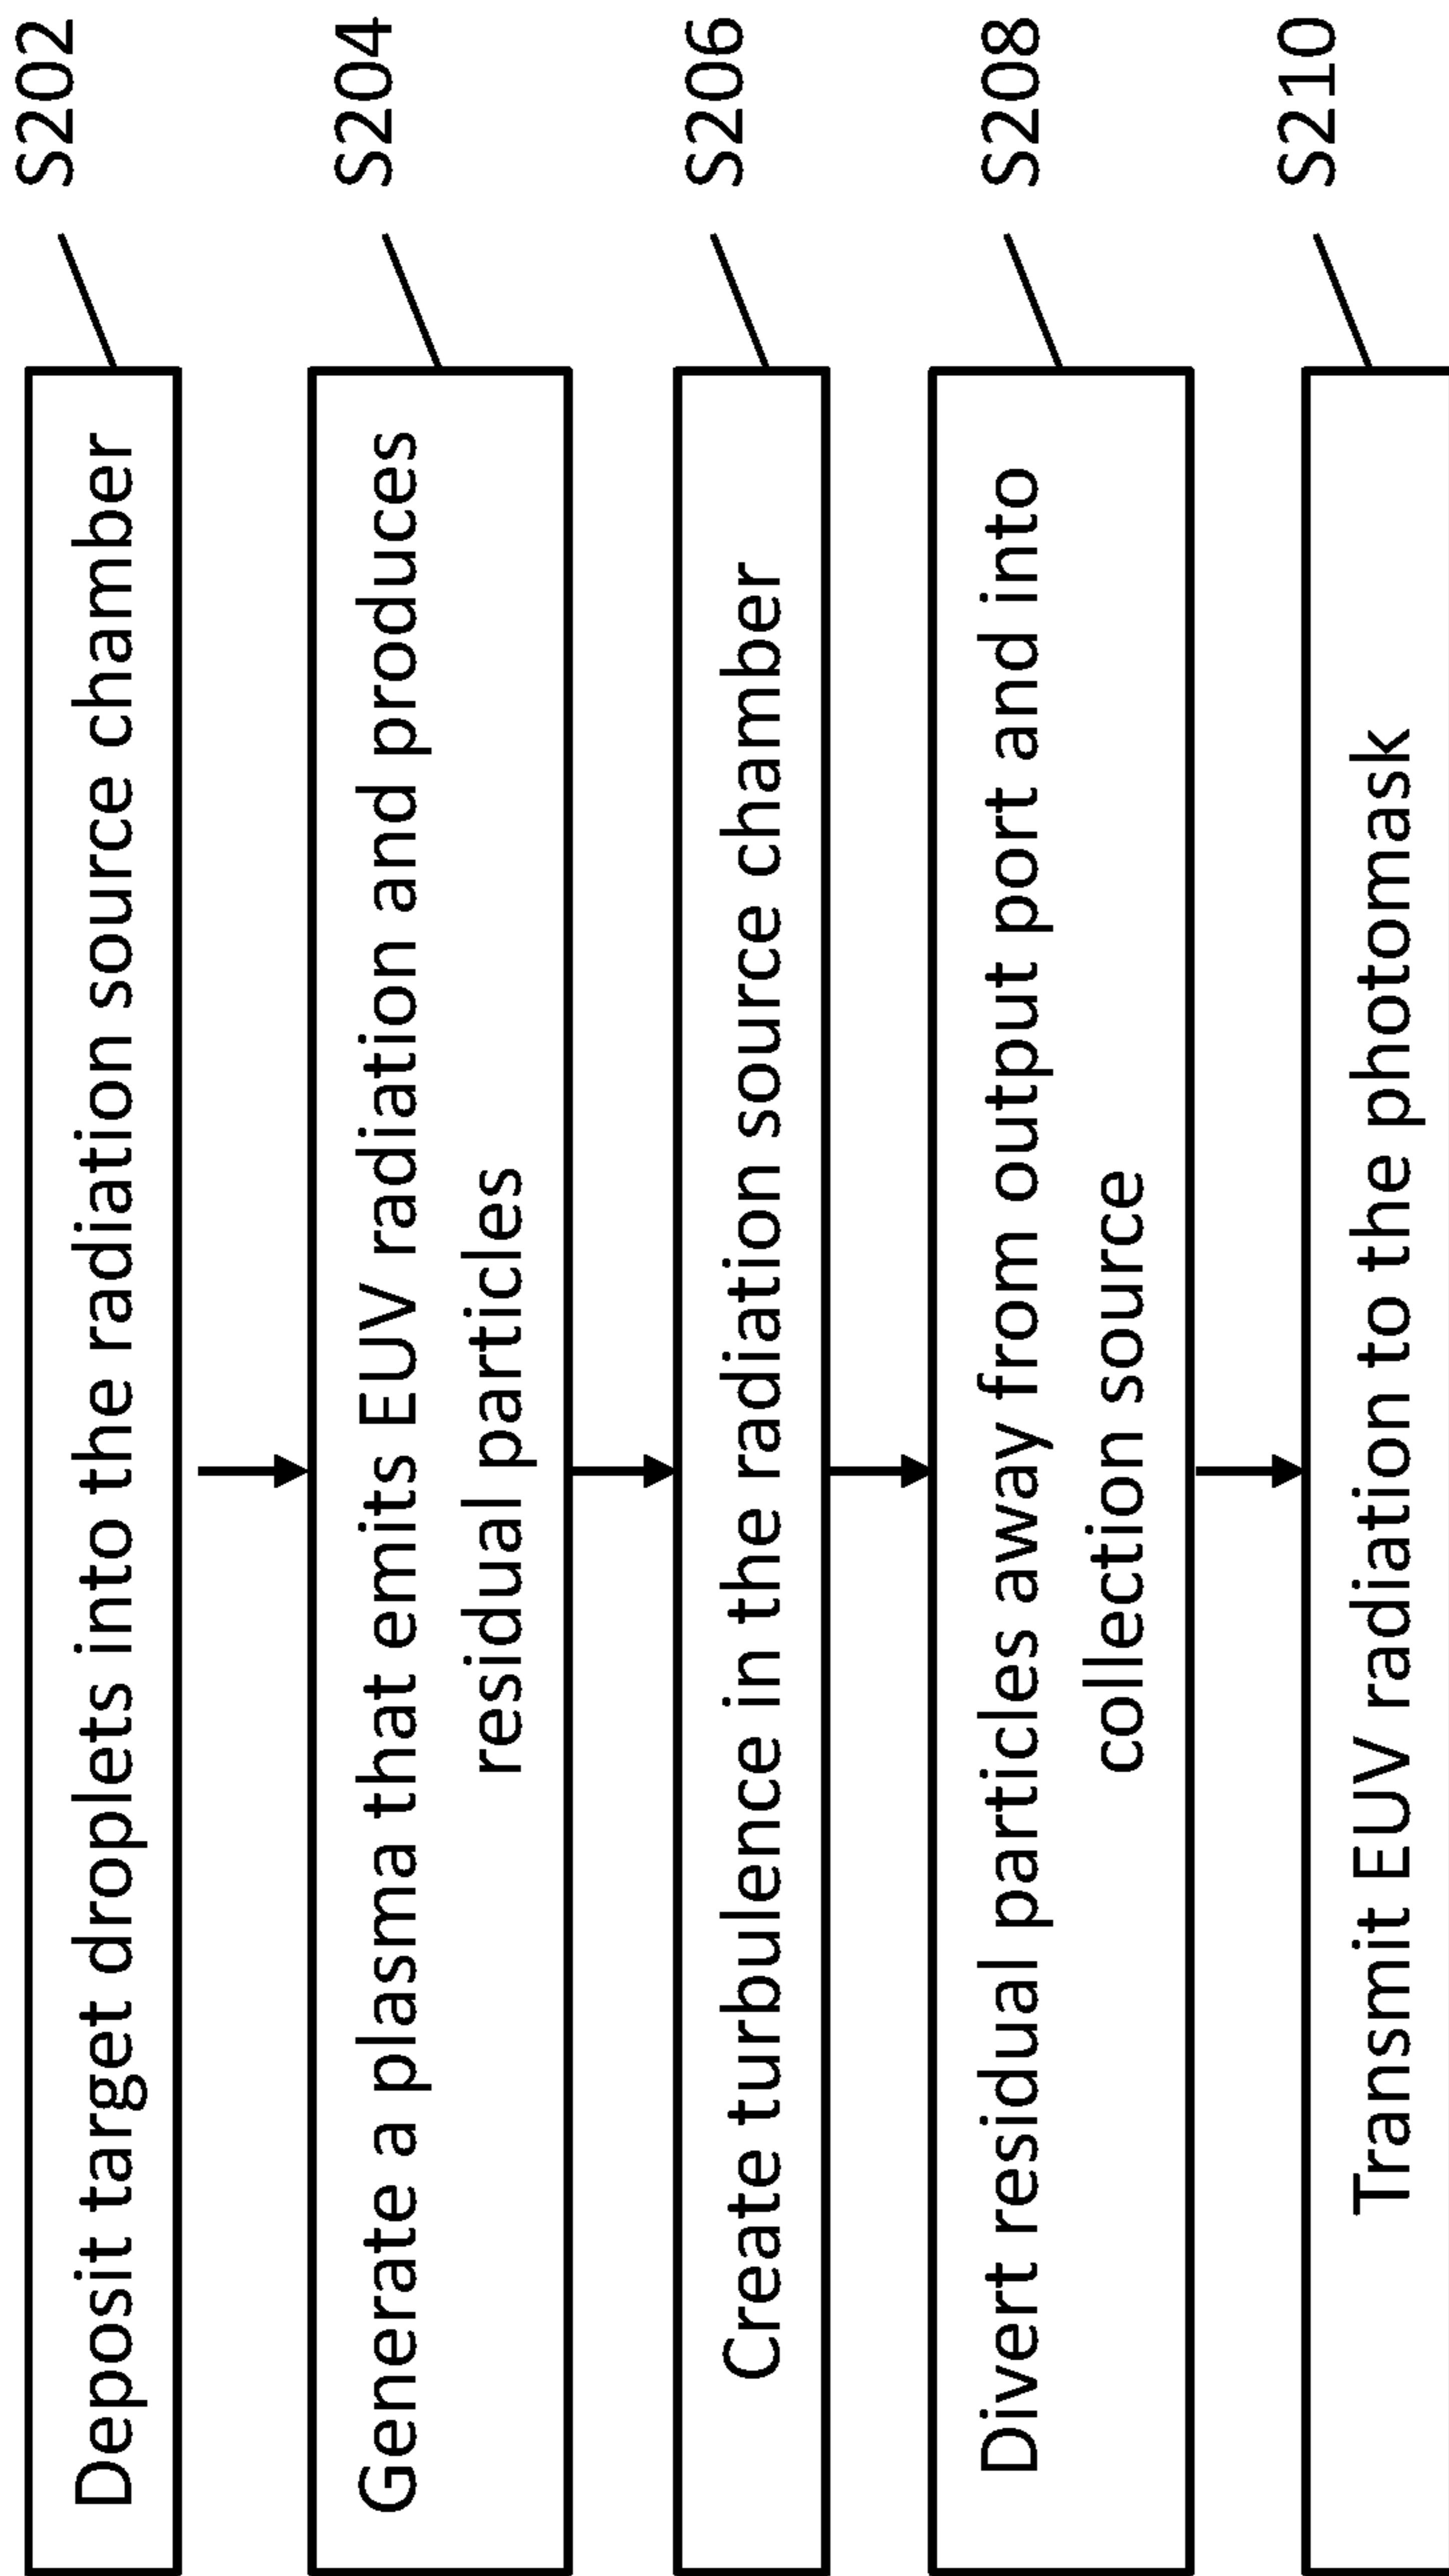 Deposit target droplets into the radiation source chamber
S202
Generate a plasma that emits EUV radiation and produces
residual particles
S204
Create turbulence in the radiation source chamber
S206
Divert residual particles away from output port and into
collection source
S208
Transmit EUV radiation to the photomask
S210